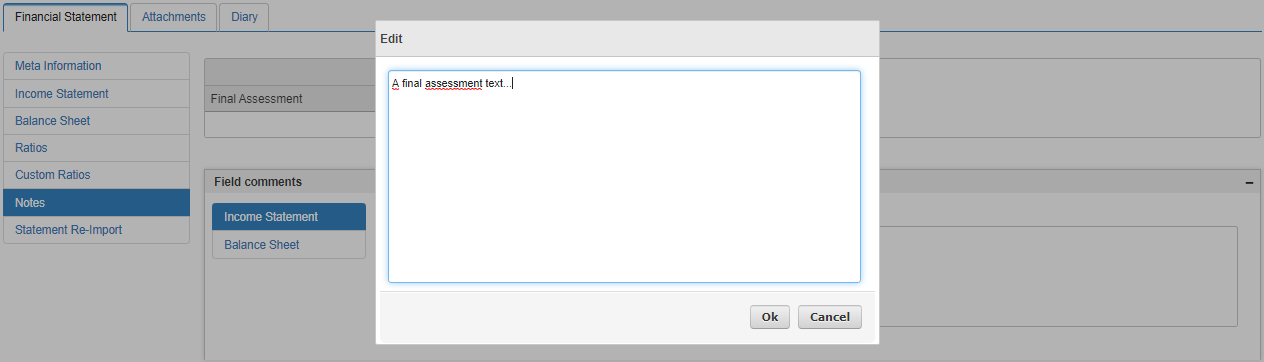 Financial Statement
Attachments
Diary
Meta Information
Income Statement
Balance Sheet
Ratios
Custom Ratios
Notes
Statement Re-Import
Final Assessment
Field comments
Income Statement
Balance Sheet
Edit
A final assessment text...
Ok
Cancel